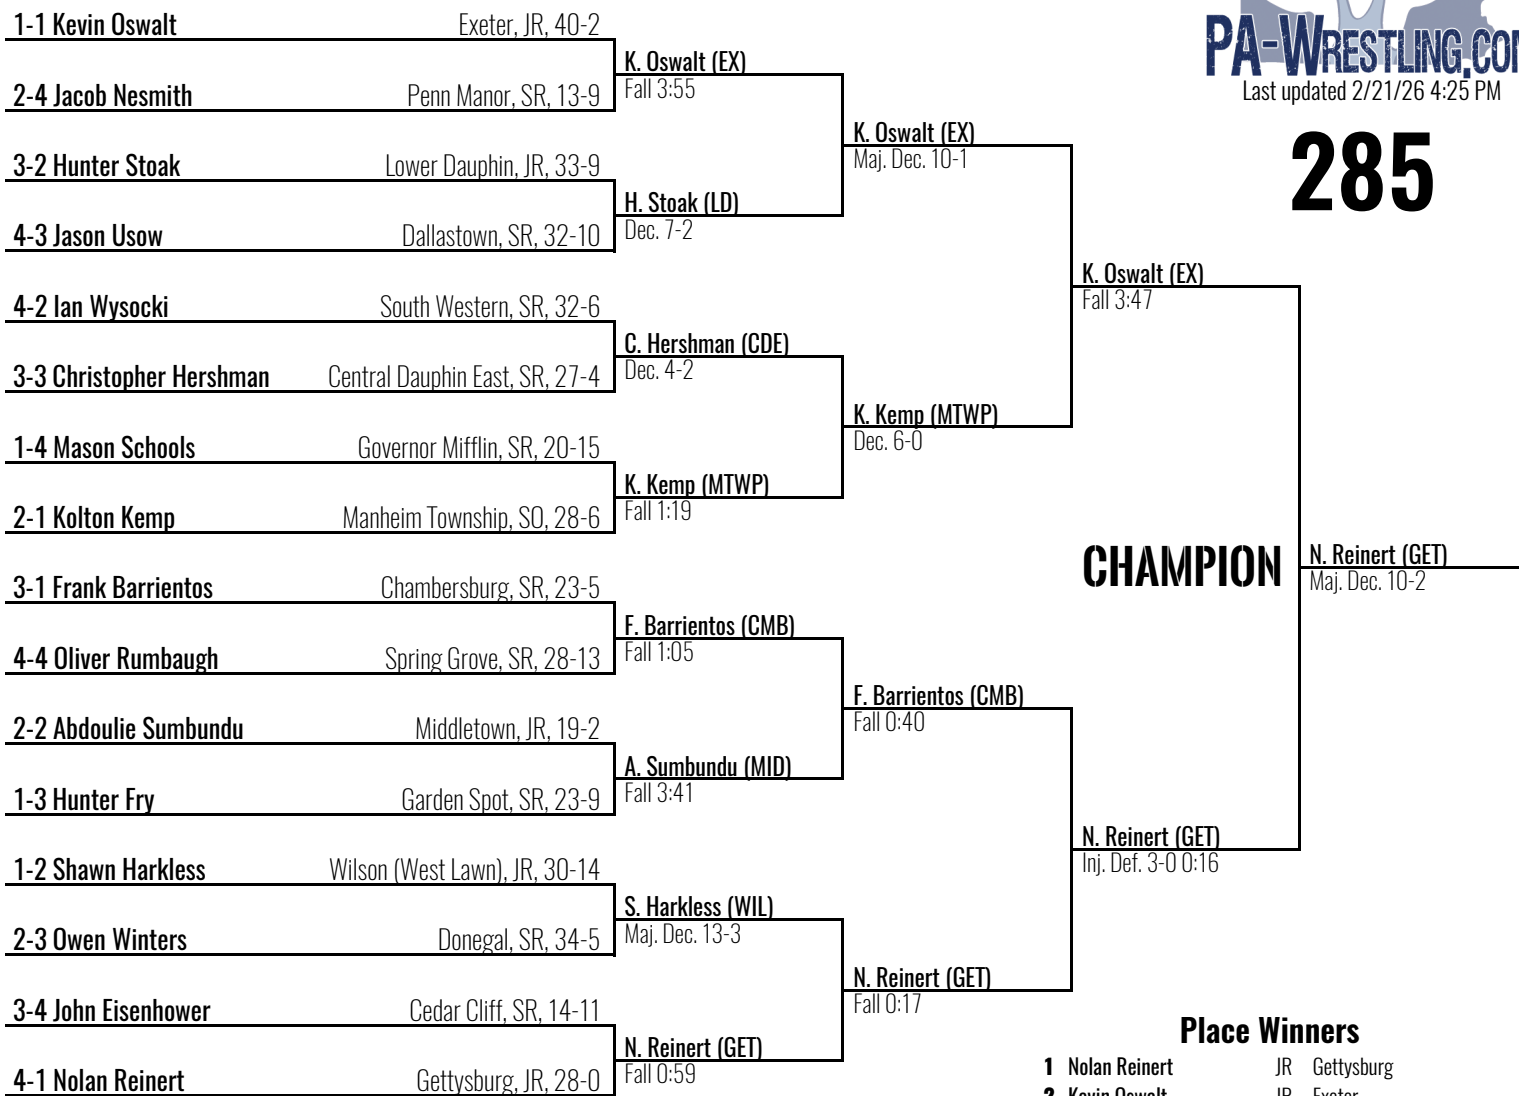 1-1 Kevin Oswalt Exeter, JR, 40-2
K. Oswalt (EX)
2-4 Jacob Nesmith Penn Manor, SR, 13-9
Fall 3:55
PA-WRESTLING.COM
Last updated 2/21/26 4:25 PM
285
K. Oswalt (EX)
Maj. Dec. 10-1
3-2 Hunter Stoak Lower Dauphin, JR, 33-9
H. Stoak (LD)
Dec. 7-2
4-3 Jason Usow Dallastown, SR, 32-10
K. Oswalt (EX)
Fall 3:47
4-2 Ian Wysocki South Western, SR, 32-6
C. Hershman (CDE)
Dec. 4-2
3-3 Christopher Hershman Central Dauphin East, SR, 27-4
K. Kemp (MTWP)
Dec. 6-0
1-4 Mason Schools Governor Mifflin, SR, 20-15
K. Kemp (MTWP)
Fall 1:19
2-1 Kolton Kemp Manheim Township, SO, 28-6
CHAMPION
N. Reinert (GET)
Maj. Dec. 10-2
3-1 Frank Barrientos Chambersburg, SR, 23-5
F. Barrientos (CMB)
Fall 1:05
4-4 Oliver Rumbaugh Spring Grove, SR, 28-13
F. Barrientos (CMB)
Fall 0:40
2-2 Abdoulie Sumbundu Middletown, JR, 19-2
A. Sumbundu (MID)
Fall 3:41
1-3 Hunter Fry Garden Spot, SR, 23-9
N. Reinert (GET)
Inj. Def. 3-0 0:16
1-2 Shawn Harkless Wilson (West Lawn), JR, 30-14
S. Harkless (WIL)
Maj. Dec. 13-3
2-3 Owen Winters Donegal, SR, 34-5
N. Reinert (GET)
Fall 0:17
3-4 John Eisenhower Cedar Cliff, SR, 14-11
N. Reinert (GET)
Fall 0:59
4-1 Nolan Reinert Gettysburg, JR, 28-0
Place Winners
1 Nolan Reinert JR Gettysburg
2 Kevin Oswalt JR Exeter